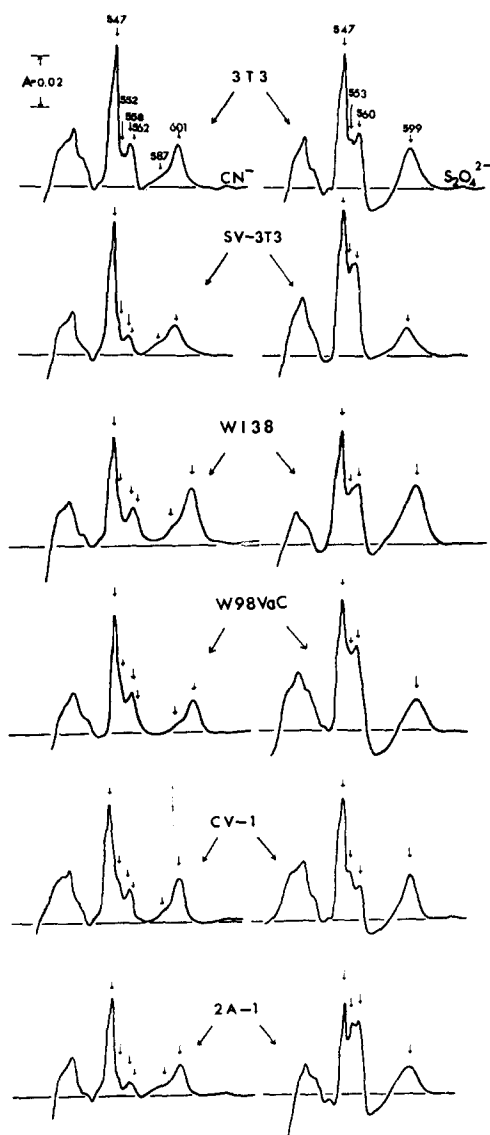 547
547
A=0.02
3T3
552
558
562
587
601
CN⁻
553
560
599
S₂O₄²⁻
SV-3T3
WI38
W98VaC
CV-1
2A-1